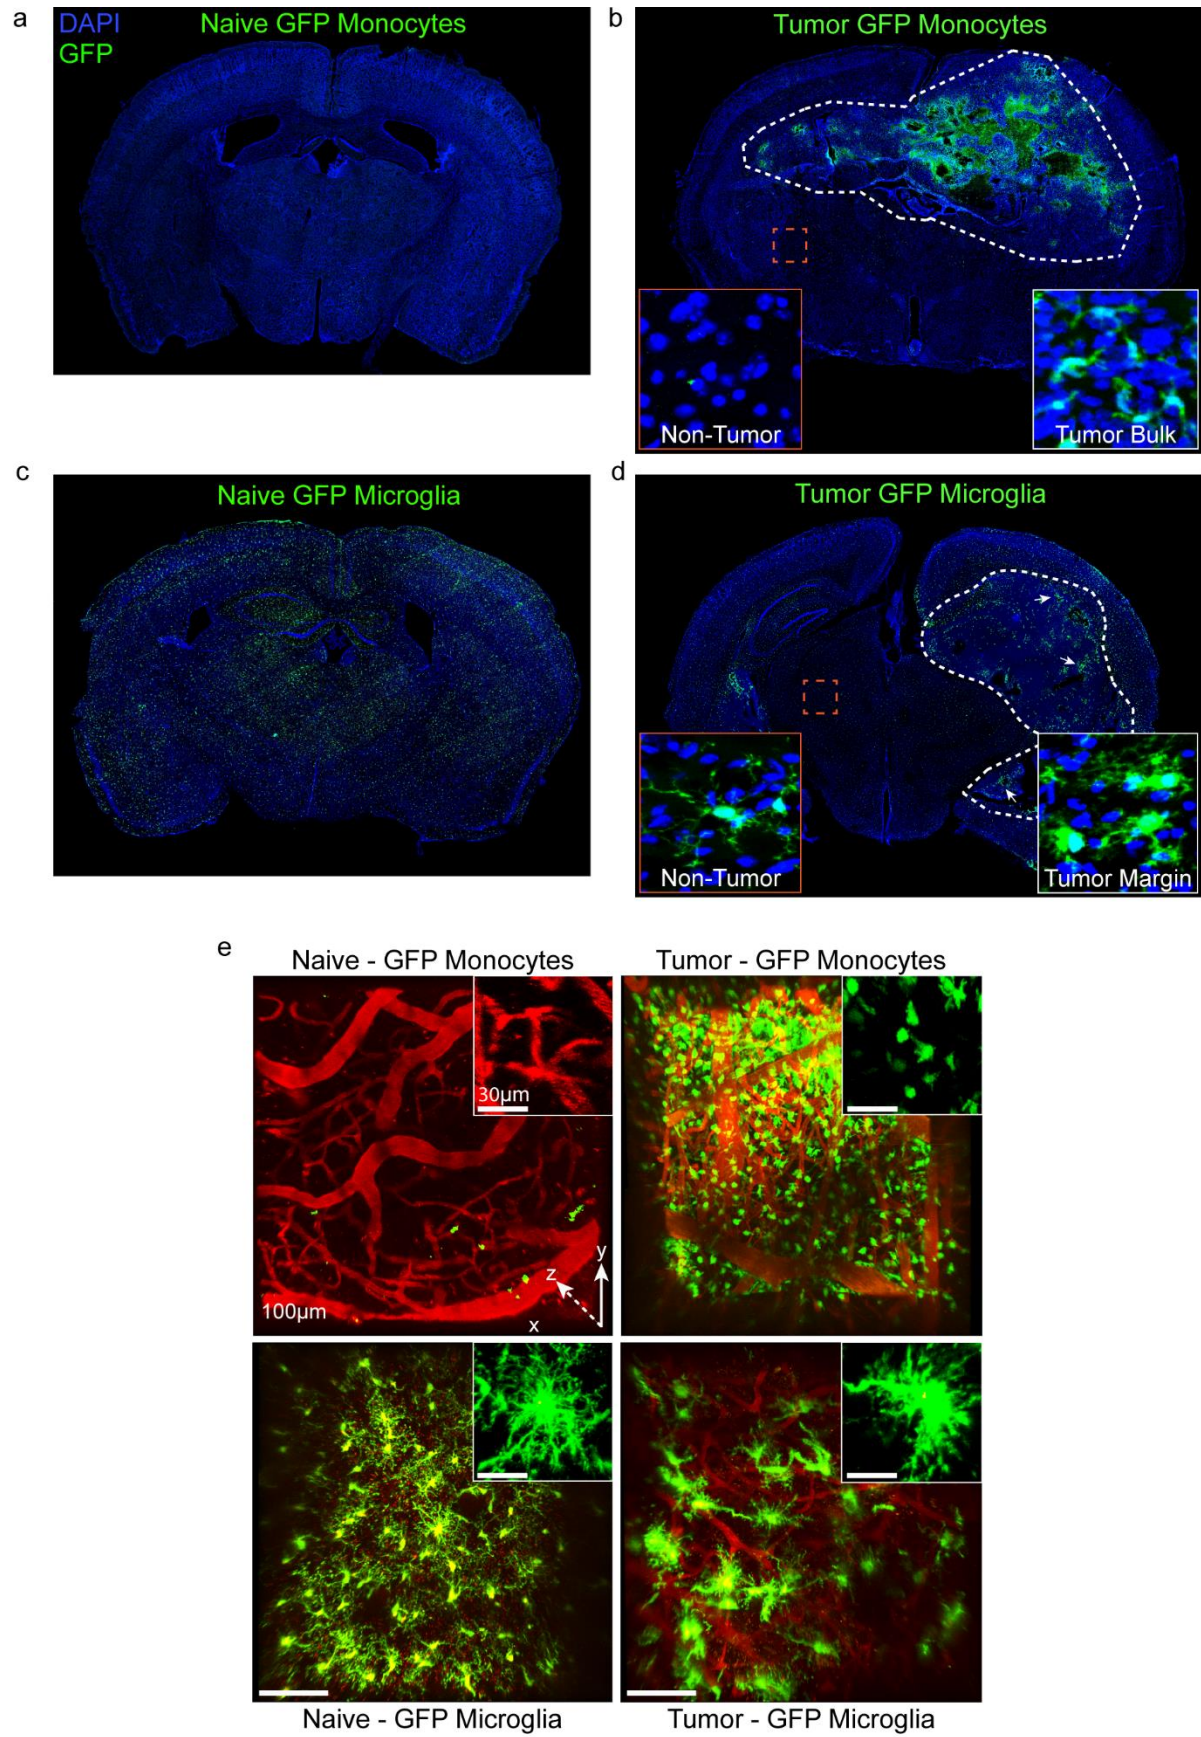 a
DAPI
GFP
Naive GFP Monocytes
b
Tumor GFP Monocytes
Non-Tumor
Tumor Bulk
c
Naive GFP Microglia
d
Tumor GFP Microglia
Non-Tumor
Tumor Margin
e
Naive - GFP Monocytes
Tumor - GFP Monocytes
30µm
100µm
z
y
x
Naive - GFP Microglia
Tumor - GFP Microglia